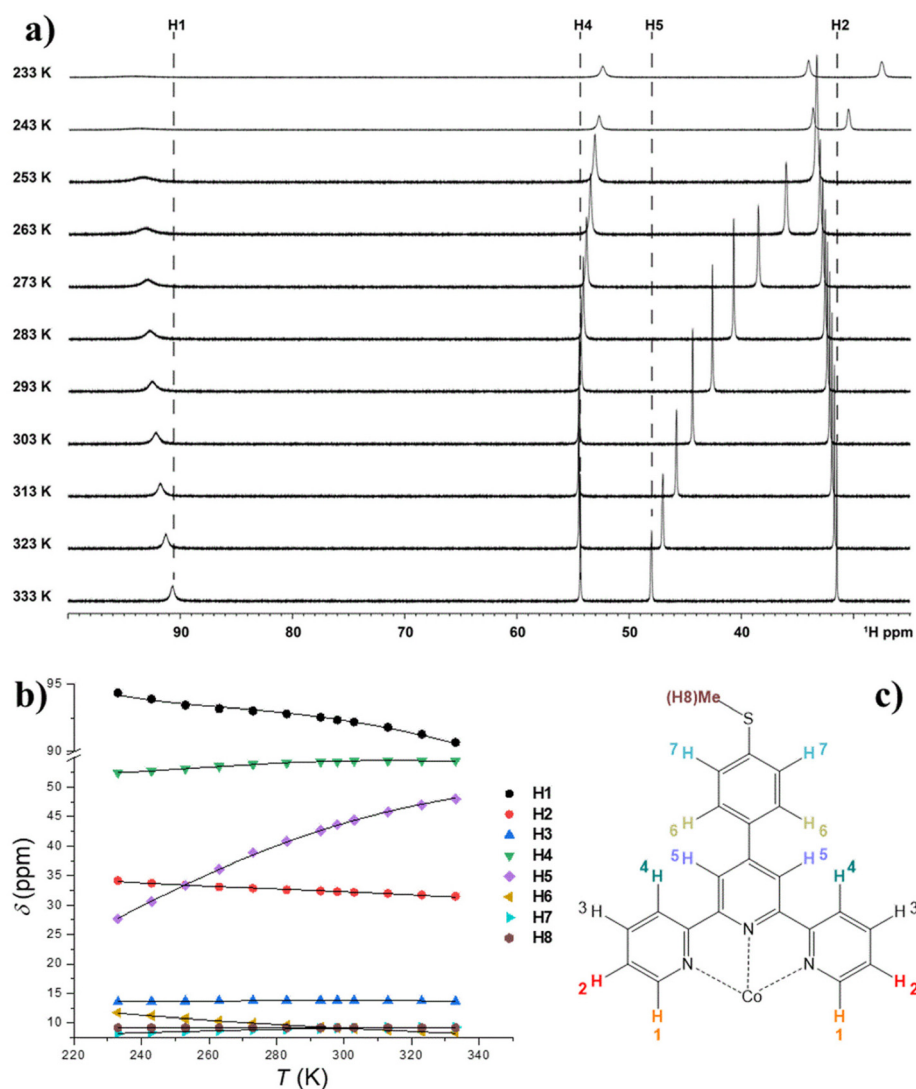 a)
H1 H4 H5 H2
233 K
243 K
253 K
263 K
273 K
283 K
293 K
303 K
313 K
323 K
333 K
90 80 70 60 50 40 ¹H ppm
b)
95
90
50
45
40
35
30
25
15
10
δ (ppm)
220 240 260 280 300 320 340
T (K)
H1
H2
H3
H4
H5
H6
H7
H8
c)
(H8)Me
S
7 H H 7
H H
6 6
5 H H 5
4 4
H H
3 H H 3
N
2 H N N H 2
Co
H H
1 1